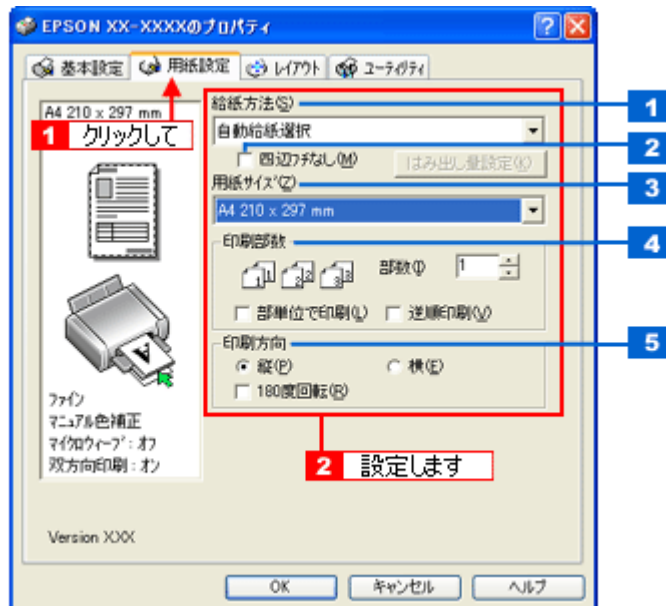 EPSON XX-XXXXのプロパティ
基本設定 用紙設定 レイアウト ユーティリティ
A4 210 x 297 mm
1 クリックして
給紙方法(S)
1
自動給紙選択
四辺フチなし(M)
はみ出し量設定(K)
2
用紙サイズ(Z)
3
A4 210 x 297 mm
印刷部数
4
部数(I) 1
部単位で印刷(L) 逆順印刷(V)
印刷方向
5
縦(P) 横(E)
180度回転(R)
ファイン
マニュアル色補正
マイクロウィーブ:オフ
双方向印刷:オン
2 設定します
Version XXX
OK キャンセル ヘルプ